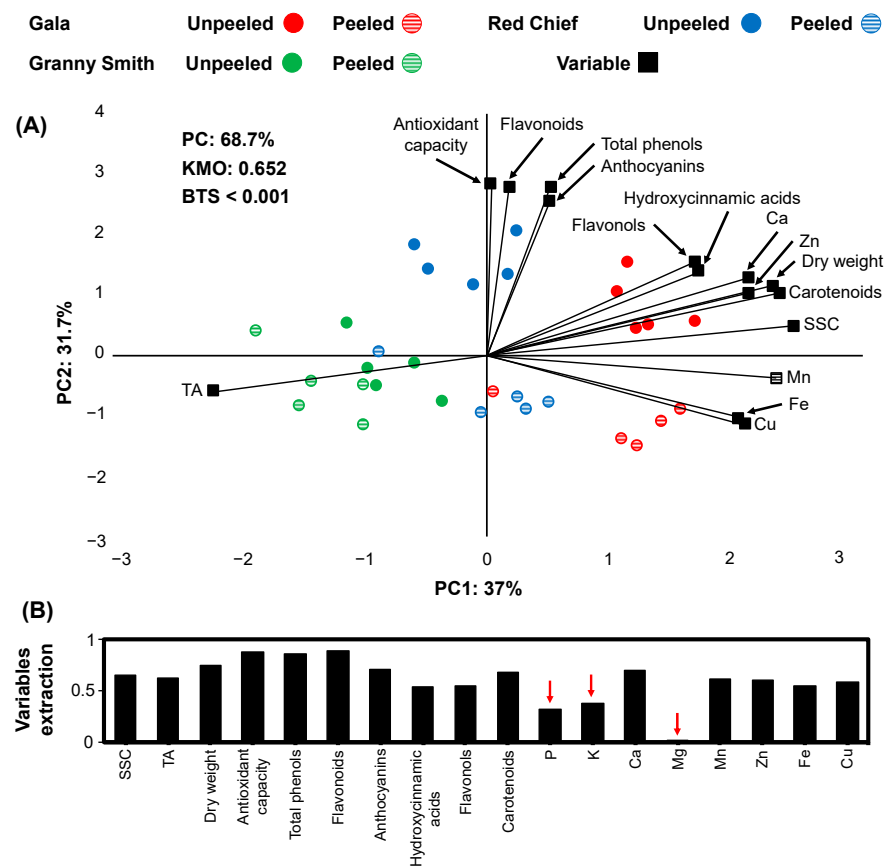 Gala Unpeeled Peeled Red Chief Unpeeled Peeled
Granny Smith Unpeeled Peeled Variable
(A)
PC: 68.7%
KMO: 0.652
BTS < 0.001
Antioxidant
capacity
Flavonoids
Total phenols
Anthocyanins
Hydroxycinnamic acids
Flavonols
Ca
Zn
Dry weight
Carotenoids
SSC
Mn
Fe
Cu
TA
PC2: 31.7%
4
3
2
1
0
−1
−2
−3
−3 −2 −1 0 1 2 3
PC1: 37%
(B)
Variables
extraction
1
0.5
0
SSC
TA
Dry weight
Antioxidant
capacity
Total phenols
Flavonoids
Anthocyanins
Hydroxycinnamic
acids
Flavonols
Carotenoids
P
K
Ca
Mg
Mn
Zn
Fe
Cu